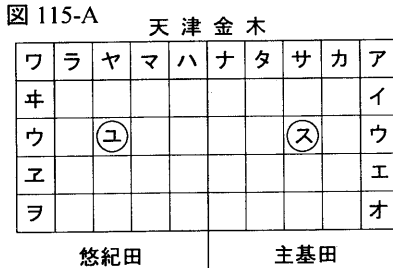 図 115-A
天津金木
ワ ラ ヤ マ ハ ナ タ サ カ ア
ヰ イ
ウ ユ ス ウ
ヱ エ
ヲ オ
悠紀田 主基田